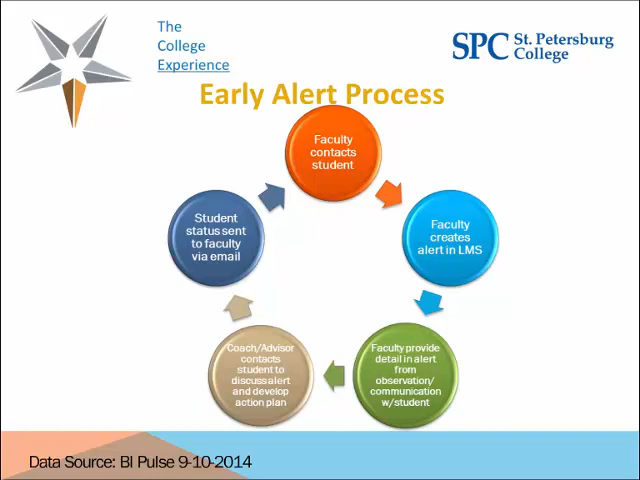 The
College
Experience
SPC St. Petersburg
College
Early Alert Process
Faculty
contacts
student
Faculty
creates
alert in LMS
Faculty provide
detail in alert
from
observation/
communication
w/student
Coach/Advisor
contacts
student to
discuss alert
and develop
action plan
Student
status sent
to faculty
via email
Data Source: BI Pulse 9-10-2014